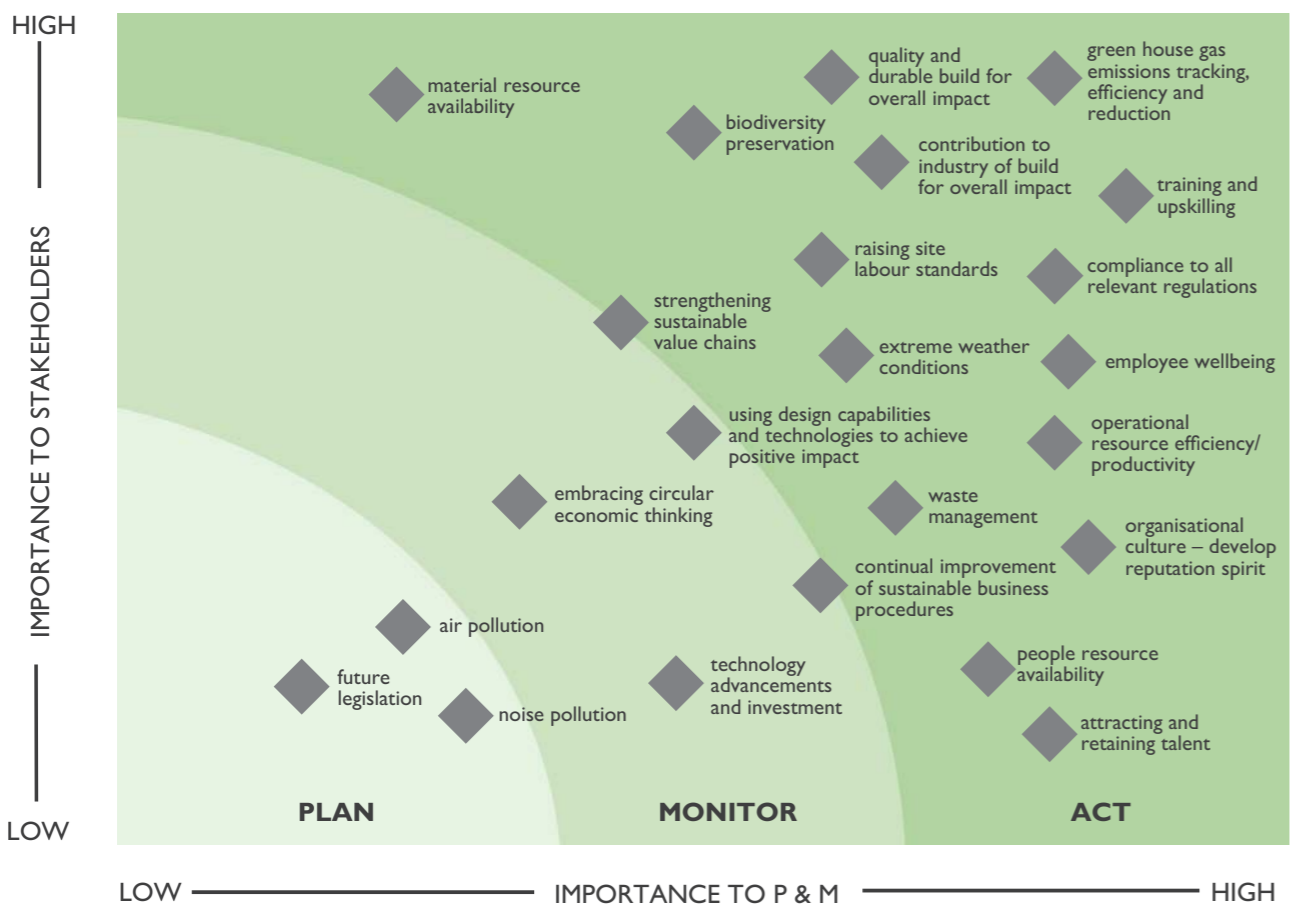 HIGH
IMPORTANCE TO STAKEHOLDERS
LOW
material resource
availability
quality and
durable build for
overall impact
green house gas
emissions tracking,
efficiency and
reduction
biodiversity
preservation
contribution to
industry of build
for overall impact
training and
upskilling
raising site
labour standards
compliance to all
relevant regulations
strengthening
sustainable
value chains
extreme weather
conditions
employee wellbeing
using design capabilities
and technologies to achieve
positive impact
operational
resource efficiency/
productivity
embracing circular
economic thinking
waste
management
organisational
culture – develop
reputation spirit
continual improvement
of sustainable business
procedures
air pollution
future
legislation
noise pollution
technology
advancements
and investment
people resource
availability
attracting and
retaining talent
PLAN
MONITOR
ACT
LOW
IMPORTANCE TO P & M
HIGH